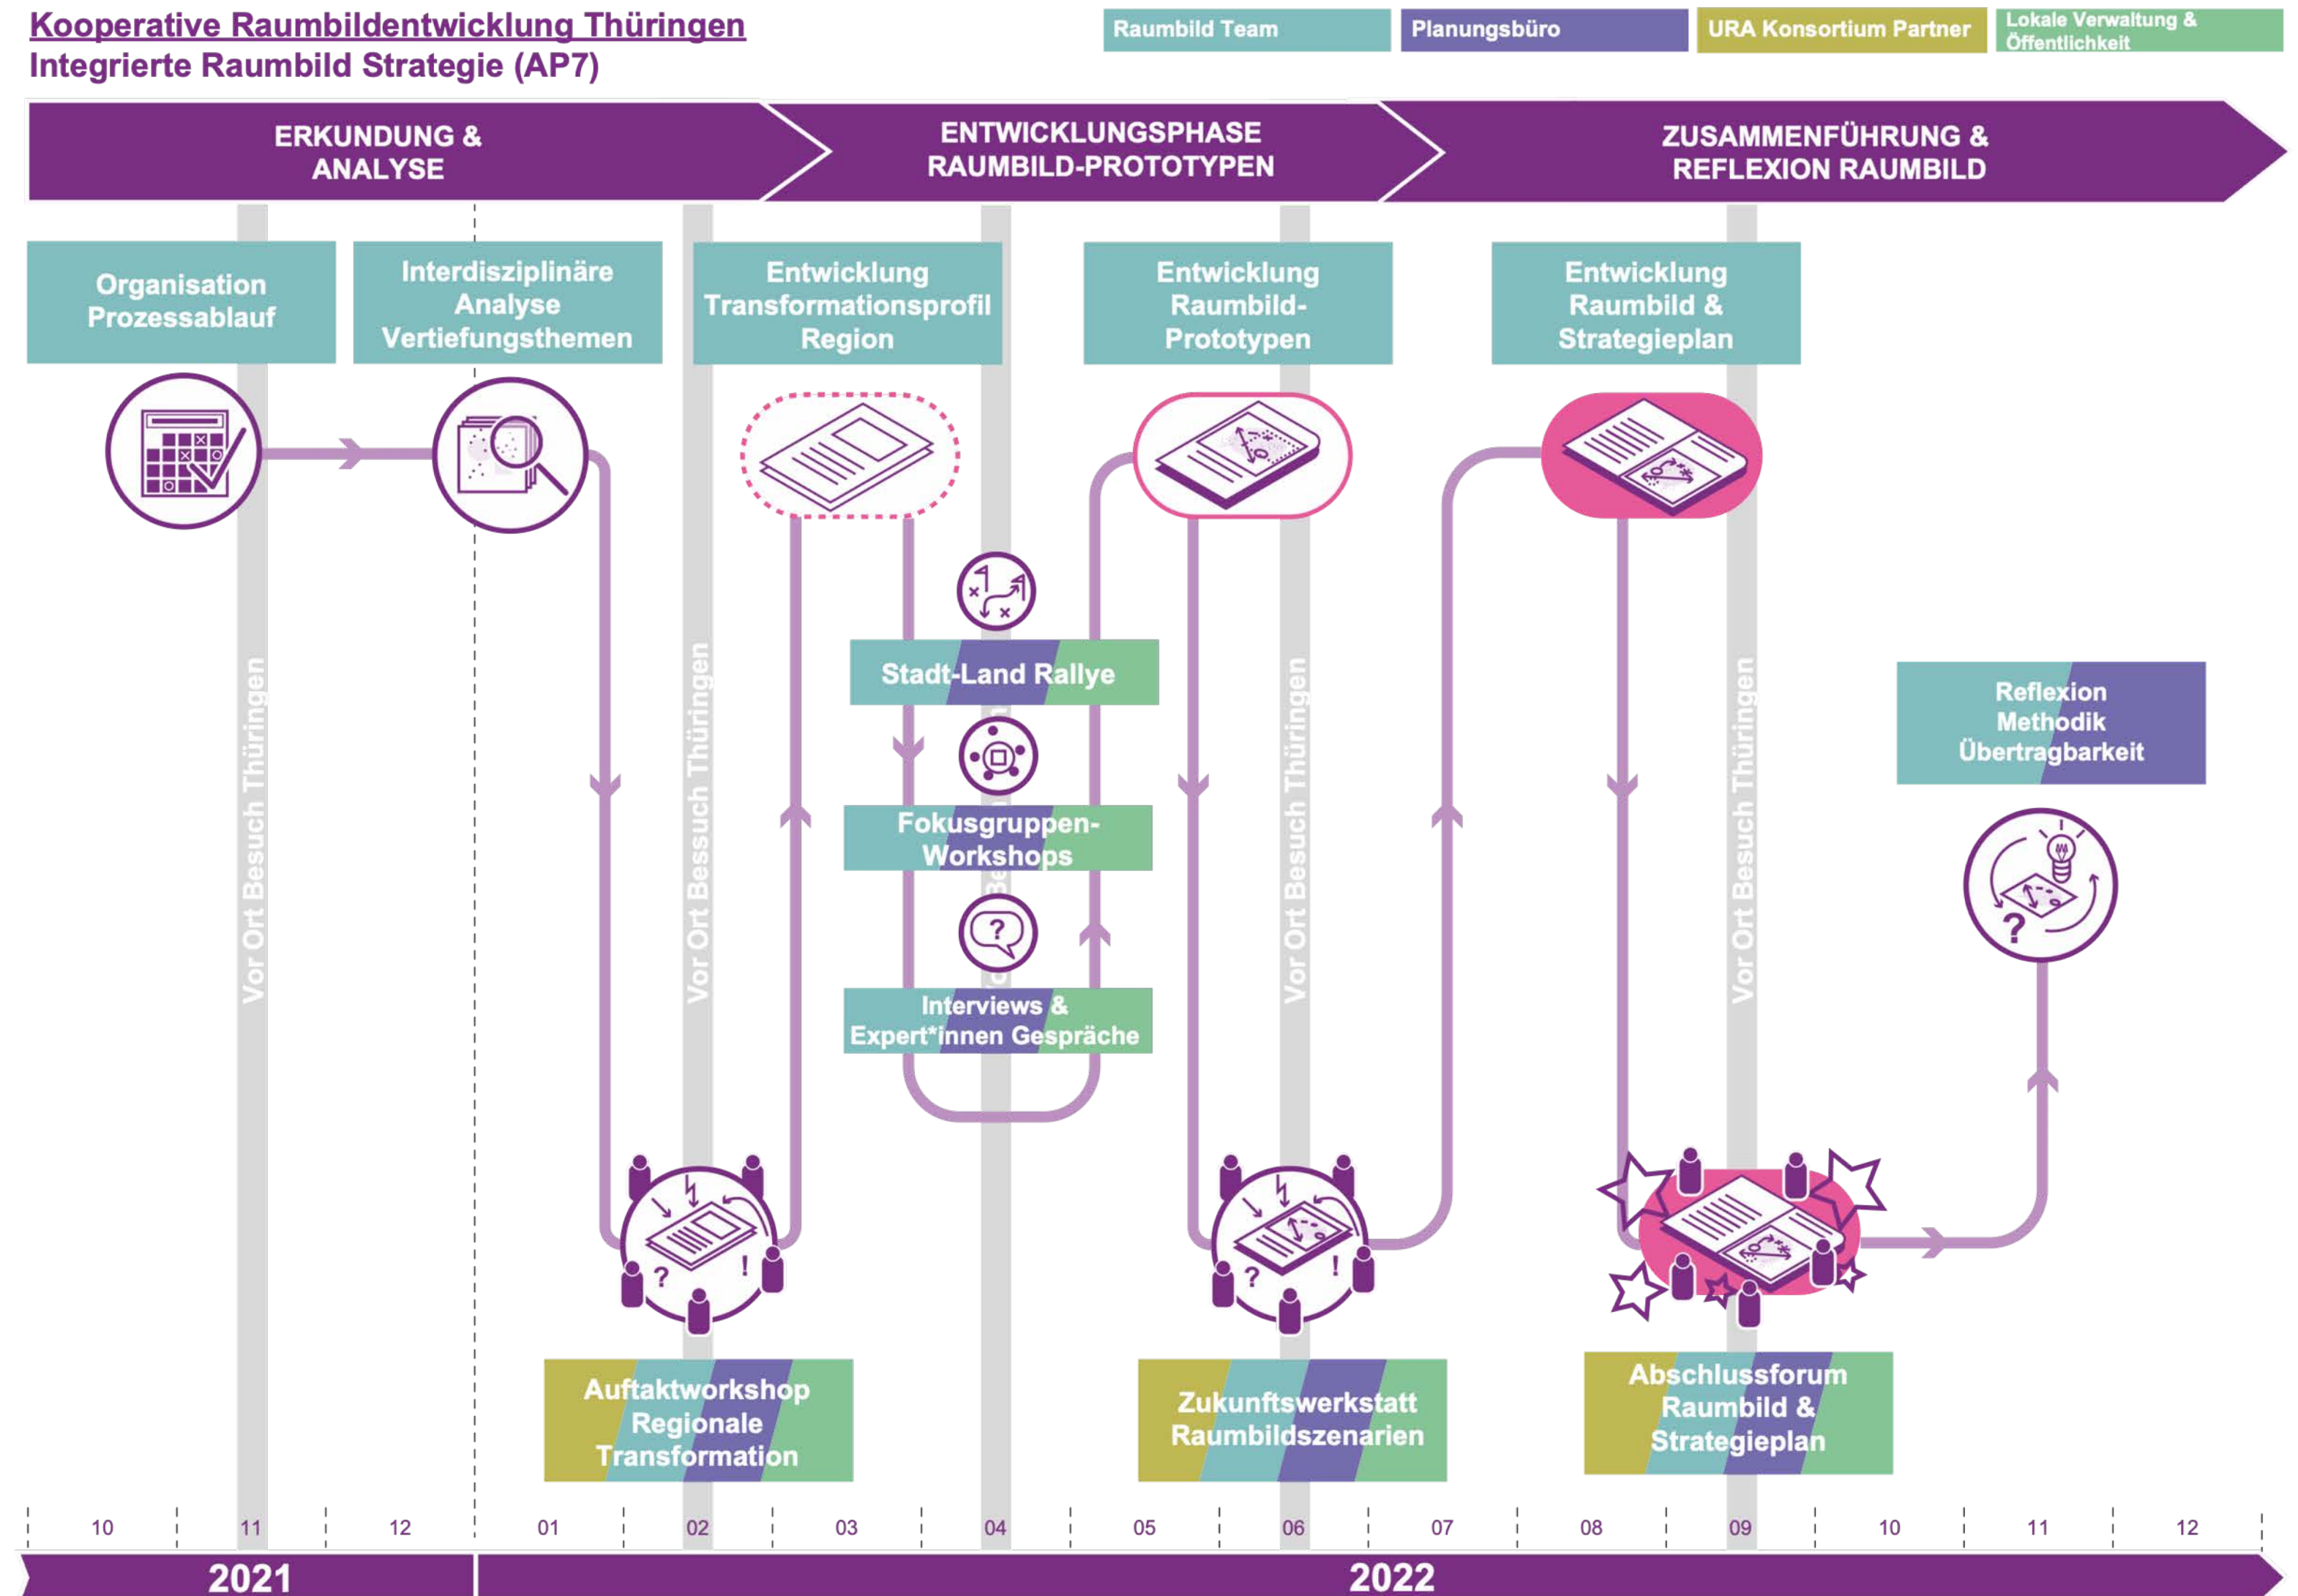 Kooperative Raumbildentwicklung Thüringen
Integrierte Raumbild Strategie (AP7)
Raumbild Team
Planungsbüro
URA Konsortium Partner
Lokale Verwaltung &
Öffentlichkeit
ERKUNDUNG &
ANALYSE
ENTWICKLUNGSPHASE
RAUMBILD-PROTOTYPEN
ZUSAMMENFÜHRUNG &
REFLEXION RAUMBILD
Organisation
Prozessablauf
Interdisziplinäre
Analyse
Vertiefungsthemen
Entwicklung
Transformationsprofil
Region
Entwicklung
Raumbild-
Prototypen
Entwicklung
Raumbild &
Strategieplan
Vor Ort Besuch Thüringen
Vor Ort Bessuch Thüringen
Stadt-Land Rallye
Fokusgruppen-
Workshops
?
Interviews &
Expert*innen Gespräche
Vor Ort Besuch Thüringen
Vor Ort Besuch Thüringen
Reflexion
Methodik
Übertragbarkeit
?
? !
? !
Auftaktworkshop
Regionale
Transformation
Zukunftswerkstatt
Raumbildszenarien
Abschlussforum
Raumbild &
Strategieplan
10 11 12 01 02 03 04 05 06 07 08 09 10 11 12
2021 2022